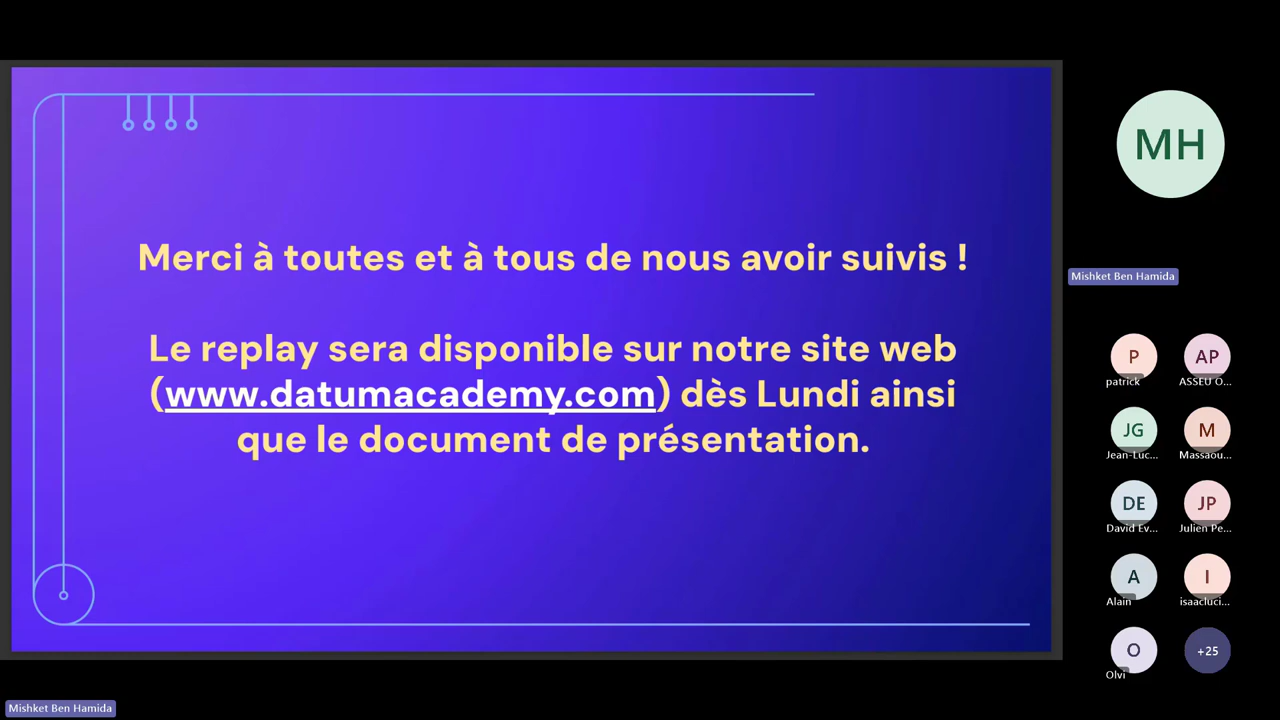 Merci à toutes et à tous de nous avoir suivis !
Le replay sera disponible sur notre site web
(www.datumacademy.com) dès Lundi ainsi
que le document de présentation.
MH
Mishket Ben Hamida
P
AP
patrick
ASSEU O...
JG
M
Jean-Luc...
Massaou...
DE
JP
David Ev...
Julien Pe...
A
I
Alain
isaacluci...
O
+25
Olvi
Mishket Ben Hamida